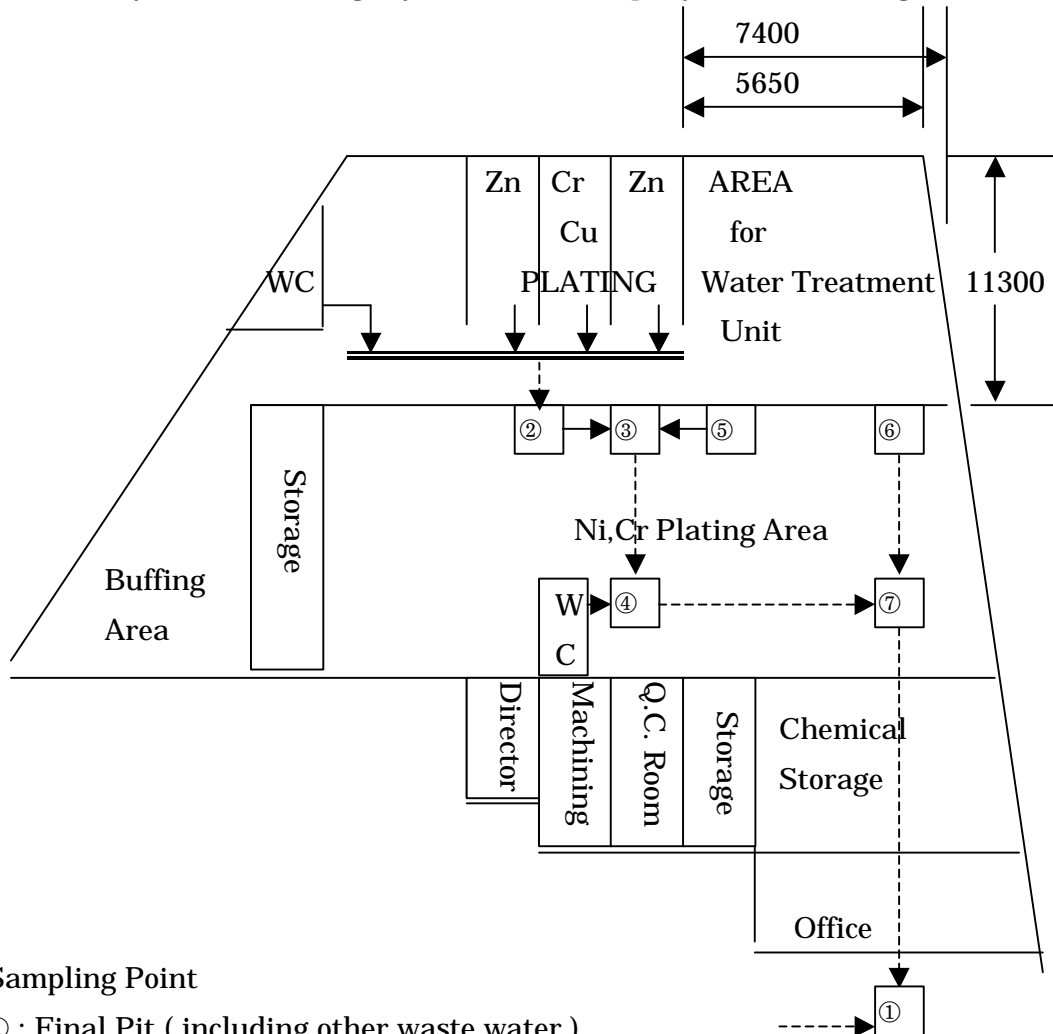 7400
5650
Zn Cr Zn AREA
Cu for
WC PLATING Water Treatment 11300
Unit
② ③ ⑤ ⑥
Storage
Ni,Cr Plating Area
Buffing
Area
W
C
④ ⑦
Director
Machining
Q.C. Room
Storage
Chemical
Storage
Office
Sampling Point
① : Final Pit ( including other waste water )
①